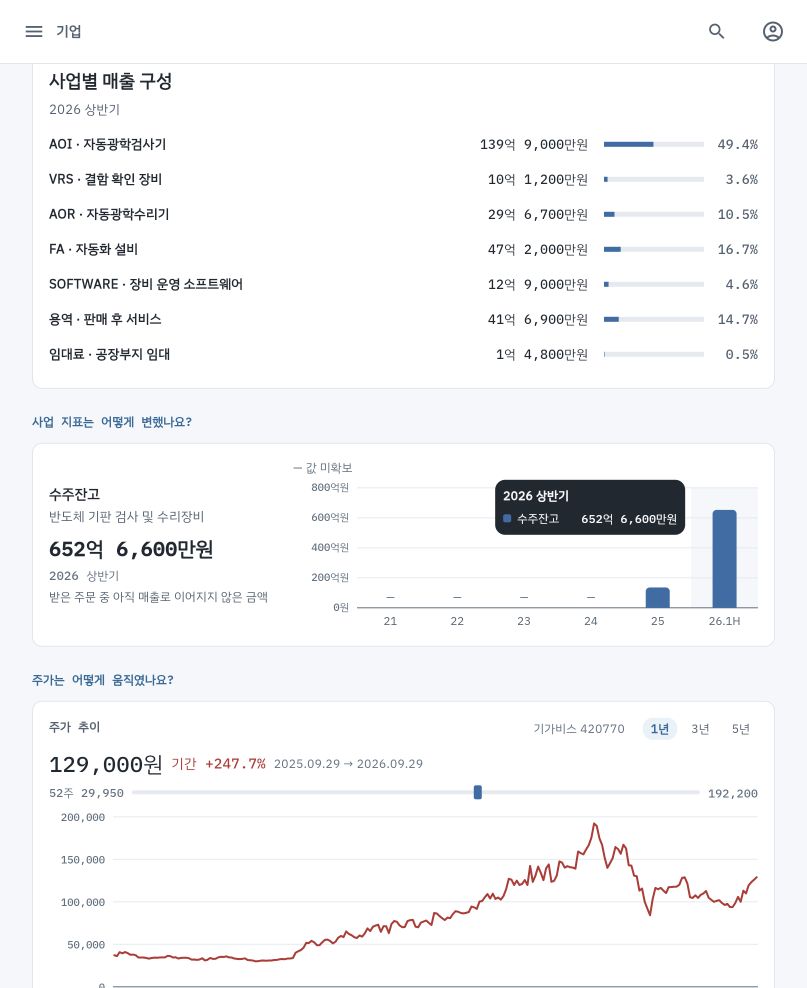 기업
사업별 매출 구성
2026 상반기
AOI · 자동광학검사기 139억 9,000만원 49.4%
VRS · 결함 확인 장비 10억 1,200만원 3.6%
AOR · 자동광학수리기 29억 6,700만원 10.5%
FA · 자동화 설비 47억 2,000만원 16.7%
SOFTWARE · 장비 운영 소프트웨어 12억 9,000만원 4.6%
용역 · 판매 후 서비스 41억 6,900만원 14.7%
임대료 · 공장부지 임대 1억 4,800만원 0.5%
사업 지표는 어떻게 변했나요?
수주잔고
반도체 기판 검사 및 수리장비
652억 6,600만원
2026 상반기
받은 주문 중 아직 매출로 이어지지 않은 금액
— 값 미확보
800억원
600억원
400억원
200억원
0원
— — — —
21 22 23 24 25 26.1H
2026 상반기
수주잔고 652억 6,600만원
주가는 어떻게 움직였나요?
주가 추이
기가비스 420770 1년 3년 5년
129,000원 기간 +247.7% 2025.09.29 → 2026.09.29
52주 29,950 192,200
200,000
150,000
100,000
50,000
0